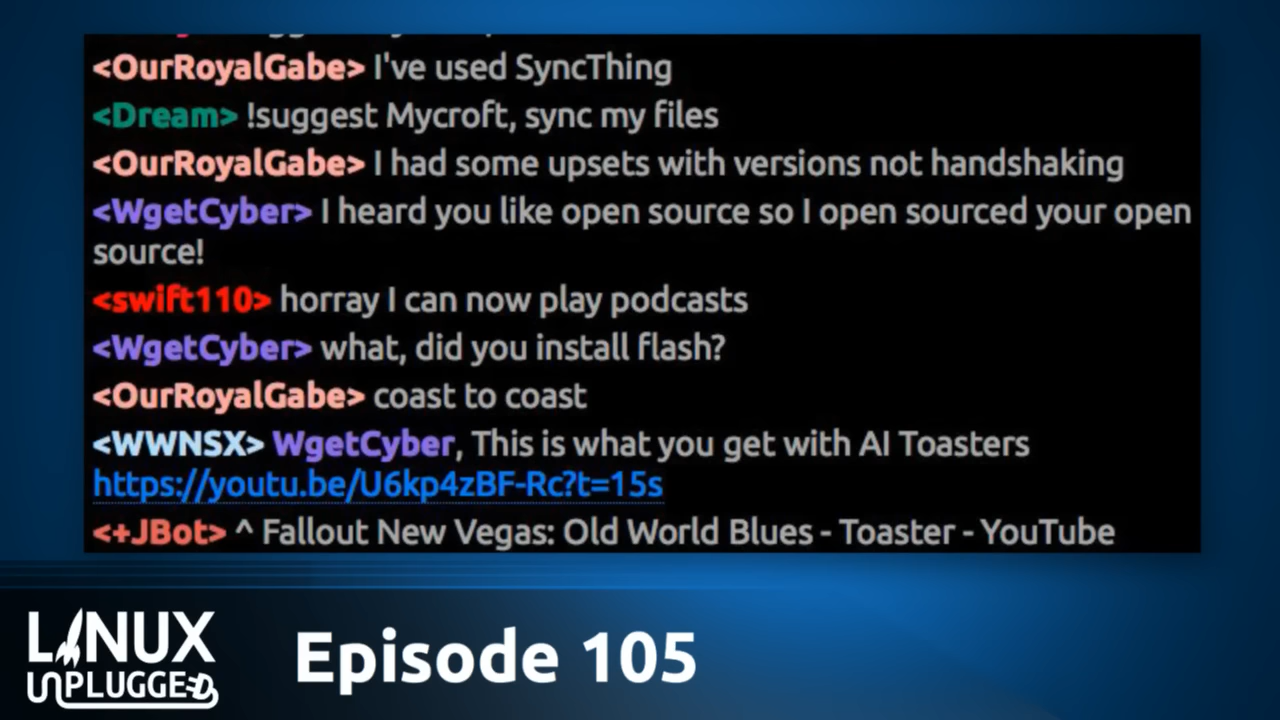 <OurRoyalGabe> I've used SyncThing
<Dream> !suggest Mycroft, sync my files
<OurRoyalGabe> I had some upsets with versions not handshaking
<WgetCyber> I heard you like open source so I open sourced your open
source!
<swift110> horray I can now play podcasts
<WgetCyber> what, did you install flash?
<OurRoyalGabe> coast to coast
<WWNSX> WgetCyber, This is what you get with AI Toasters
https://youtu.be/U6kp4zBF-Rc?t=15s
<+JBot> ^ Fallout New Vegas: Old World Blues - Toaster - YouTube
LINUX
UNPLUGGED
Episode 105